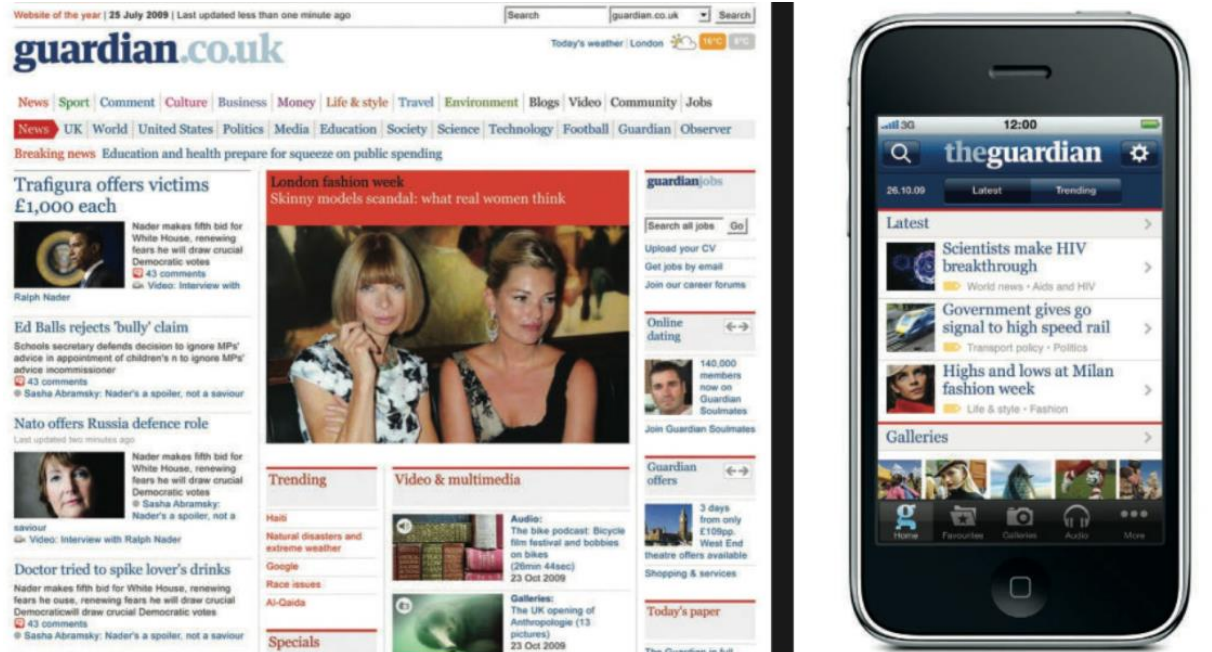 Website of the year | 25 July 2009 | Last updated less than one minute ago
Search
guardian.co.uk
Search
guardian.co.uk
Today's weather | London
16°C
News Sport Comment Culture Business Money Life & style Travel Environment Blogs Video Community Jobs
News UK World United States Politics Media Education Society Science Technology Football Guardian Observer
Breaking news Education and health prepare for squeeze on public spending
Trafigura offers victims
£1,000 each
Nader makes fifth bid for
White House, renewing
fears he will draw crucial
Democratic votes
43 comments
Video: Interview with
Ralph Nader
Ed Balls rejects 'bully' claim
Schools secretary defends decision to ignore MPs'
advice in appointment of children's n to ignore MPs'
advice incommissioner
43 comments
Sasha Abramsky: Nader's a spoiler, not a saviour
Nato offers Russia defence role
Last updated two minutes ago
Nader makes fifth bid for
White House, renewing
fears he will draw crucial
Democratic votes
Sasha Abramsky:
Nader's a spoiler, not a
saviour
Video: Interview with Ralph Nader
Doctor tried to spike lover's drinks
Nader makes fifth bid for White House, renewing
fears he ouse, renewing fears he will draw crucial
Democraticwill draw crucial Democratic votes
43 comments
Sasha Abramsky: Nader's a spoiler, not a saviour
London fashion week
Skinny models scandal: what real women think
Trending
Haiti
Natural disasters and
extreme weather
Google
Race issues
Al-Qaida
Specials
Video & multimedia
Audio:
The bike podcast: Bicycle
film festival and bobbies
on bikes
(26min 44sec)
23 Oct 2009
Galleries:
The UK opening of
Anthropologie (13
pictures)
23 Oct 2009
guardianjobs
Search all jobs Go
Upload your CV
Get jobs by email
Join our career forums
Online
dating
140,000
members
now on
Guardian
Soulmates
Join Guardian Soulmates
Guardian
offers
3 days
from only
£109pp.
West End
theatre offers available
Shopping & services
Today's paper
The Guardian in full
3G
12:00
theguardian
26.10.09
Latest
Trending
Latest
Scientists make HIV
breakthrough
World news • Aids and HIV
Government gives go
signal to high speed rail
Transport policy • Politics
Highs and lows at Milan
fashion week
Life & style • Fashion
Galleries
g
Home
Favourites
Galleries
Audio
More